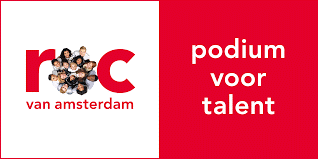 roc
van amsterdam
podium
voor
talent